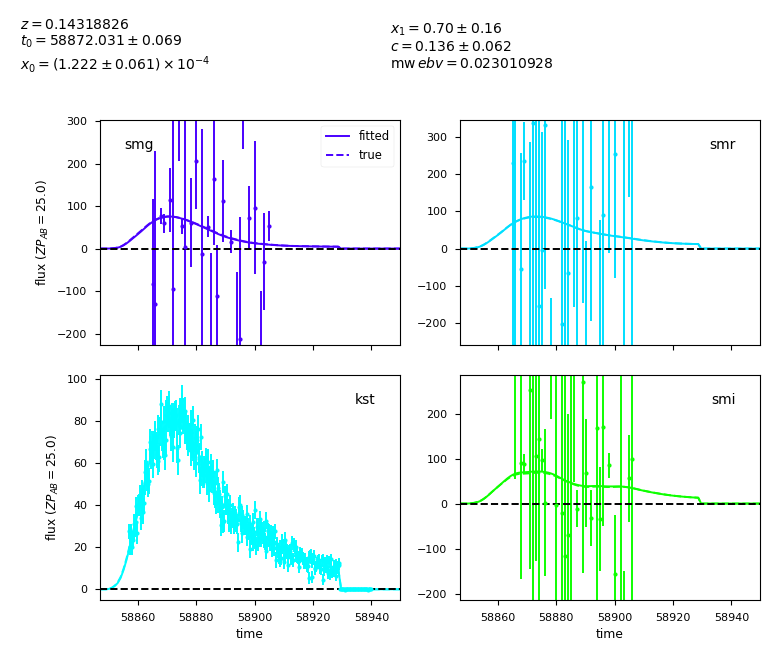 z = 0.14318826
t₀ = 58872.031 ± 0.069
x₀ = (1.222 ± 0.061) × 10⁻⁴
x₁ = 0.70 ± 0.16
c = 0.136 ± 0.062
mw ebv = 0.023010928
smg
fitted
true
300
200
100
0
−100
−200
flux (ZP_AB = 25.0)
smr
300
200
100
0
−100
−200
kst
100
80
60
40
20
0
flux (ZP_AB = 25.0)
58860 58880 58900 58920 58940
time
smi
200
100
0
−100
−200
58860 58880 58900 58920 58940
time